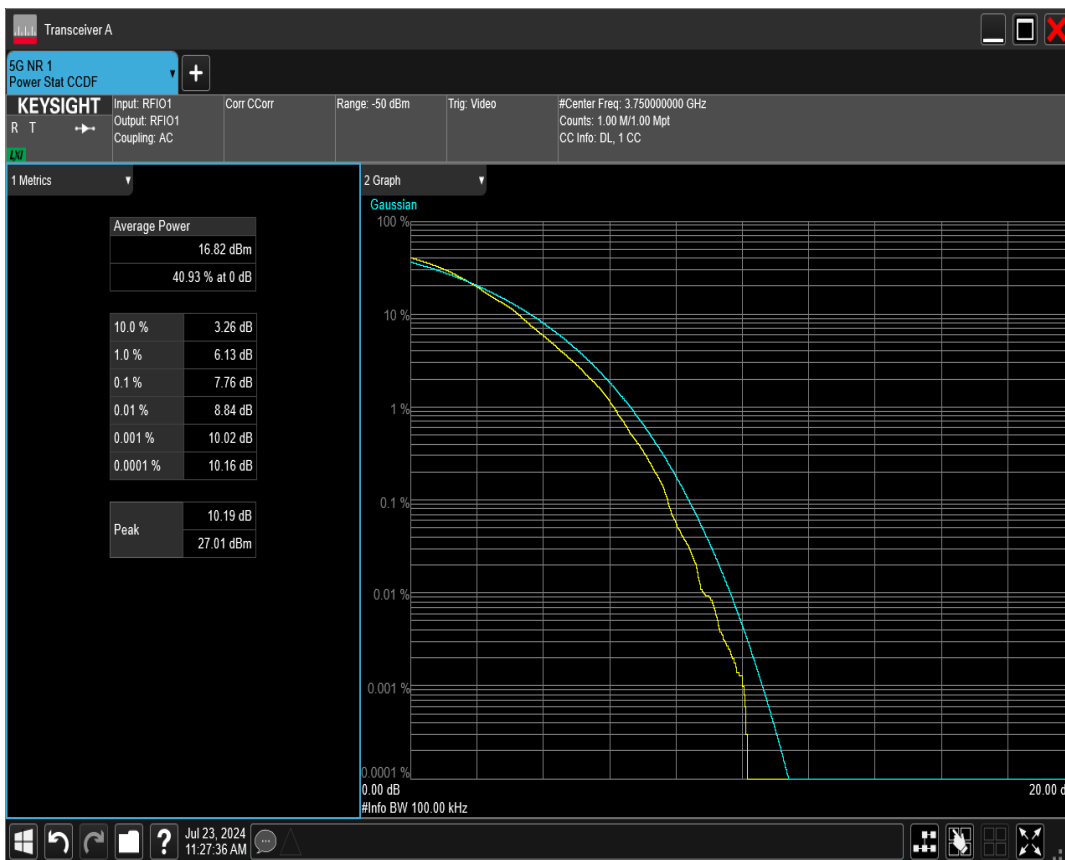 Transceiver A
5G NR 1
Power Stat CCDF
+
KEYSIGHT
R T
LXI
Input: RFIO1
Output: RFIO1
Coupling: AC
Corr CCorr
Range: -50 dBm
Trig: Video
#Center Freq: 3.750000000 GHz
Counts: 1.00 M/1.00 Mpt
CC Info: DL, 1 CC
1 Metrics
Average Power
16.82 dBm
40.93 % at 0 dB
10.0 % 3.26 dB
1.0 % 6.13 dB
0.1 % 7.76 dB
0.01 % 8.84 dB
0.001 % 10.02 dB
0.0001 % 10.16 dB
Peak 10.19 dB
27.01 dBm
2 Graph
Gaussian
100 %
10 %
1 %
0.1 %
0.01 %
0.001 %
0.0001 %
0.00 dB 20.00 d
#Info BW 100.00 kHz
?
Jul 23, 2024
11:27:36 AM